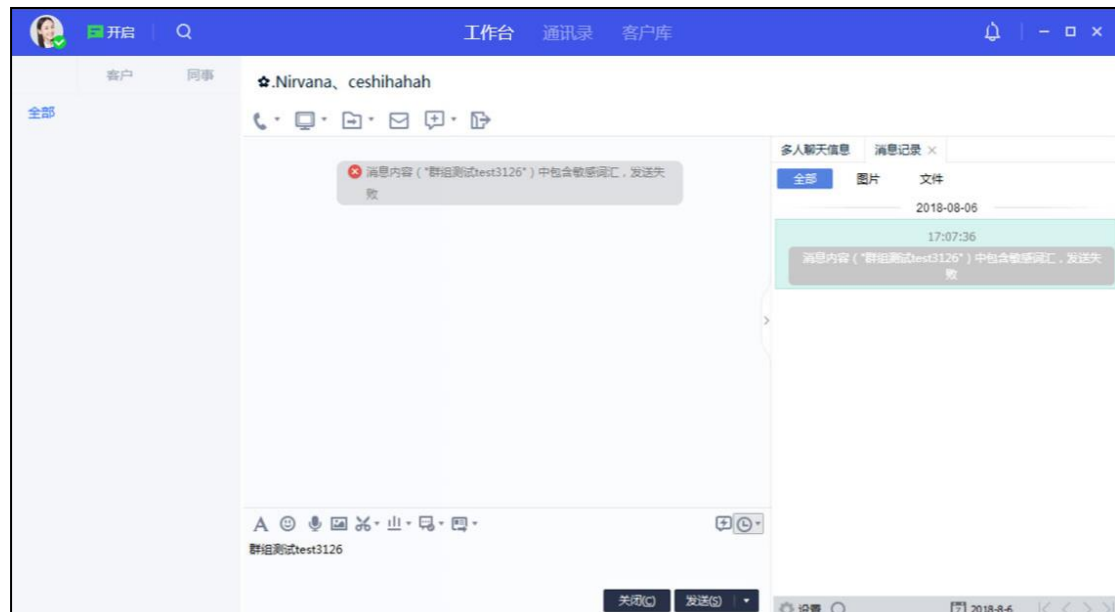 开启
工作台 通讯录 客户库
客户 同事
全部
✿.Nirvana、ceshihahah
消息内容（"群组测试test3126"）中包含敏感词汇，发送失
败
多人聊天信息 消息记录
全部 图片 文件
2018-08-06
17:07:36
消息内容（"群组测试test3126"）中包含敏感词汇，发送失
败
群组测试test3126
关闭(C) 发送(S)
设置 7 2018-8-6